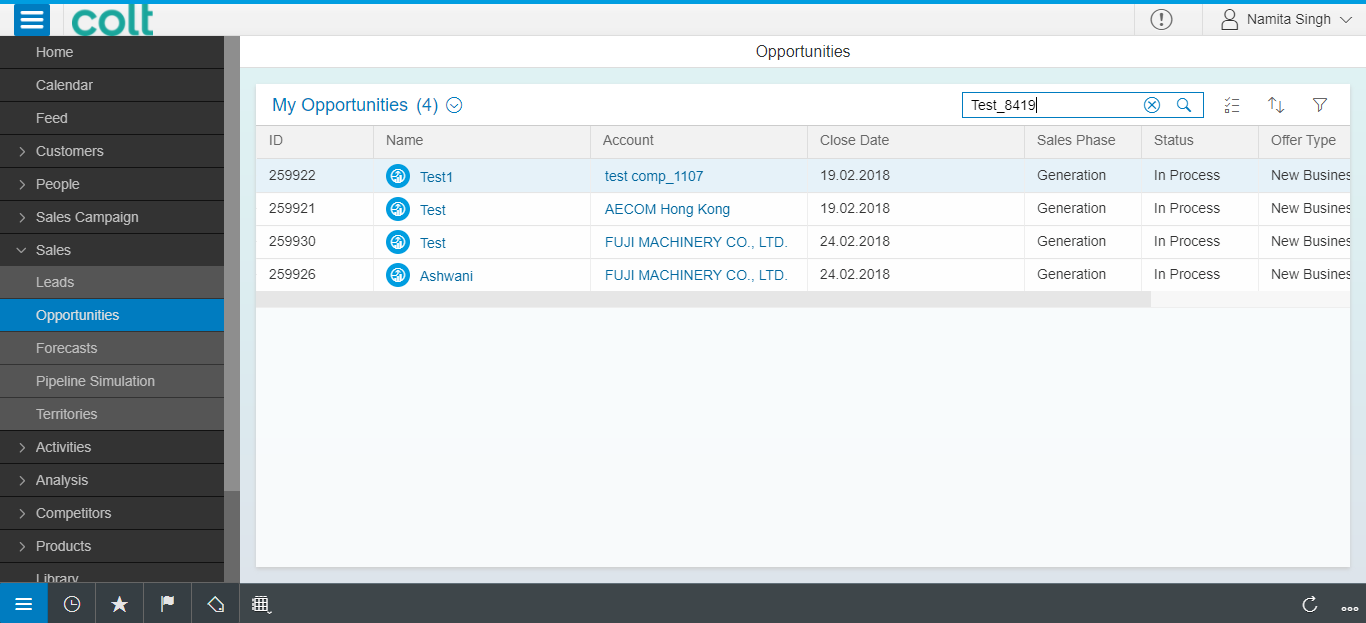 colt
Namita Singh
Home
Calendar
Feed
Customers
People
Sales Campaign
Sales
Leads
Opportunities
Forecasts
Pipeline Simulation
Territories
Activities
Analysis
Competitors
Products
Library
Opportunities
My Opportunities (4)
Test_8419
ID Name Account Close Date Sales Phase Status Offer Type
259922 Test1 test comp_1107 19.02.2018 Generation In Process New Busines
259921 Test AECOM Hong Kong 19.02.2018 Generation In Process New Busines
259930 Test FUJI MACHINERY CO., LTD. 24.02.2018 Generation In Process New Busines
259926 Ashwani FUJI MACHINERY CO., LTD. 24.02.2018 Generation In Process New Busines